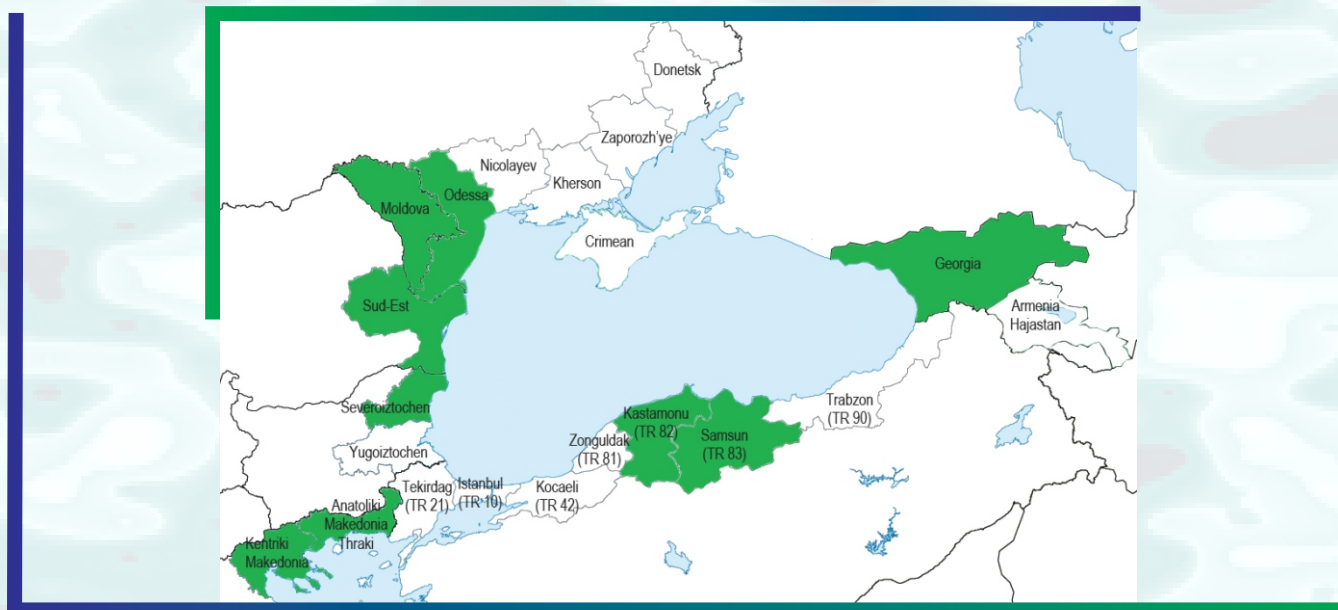 Donetsk
Zaporozh'ye
Nicolayev
Kherson
Odessa
Moldova
Crimean
Georgia
Sud-Est
Armenia
Hajastan
Severoiztochen
Kastamonu
(TR 82)
Trabzon
(TR 90)
Samsun
(TR 83)
Zonguldak
(TR 81)
Yugoiztochen
Tekirdag
(TR 21)
Istanbul
(TR 10)
Kocaeli
(TR 42)
Anatoliki
Makedonia
Thraki
Kentriki
Makedonia